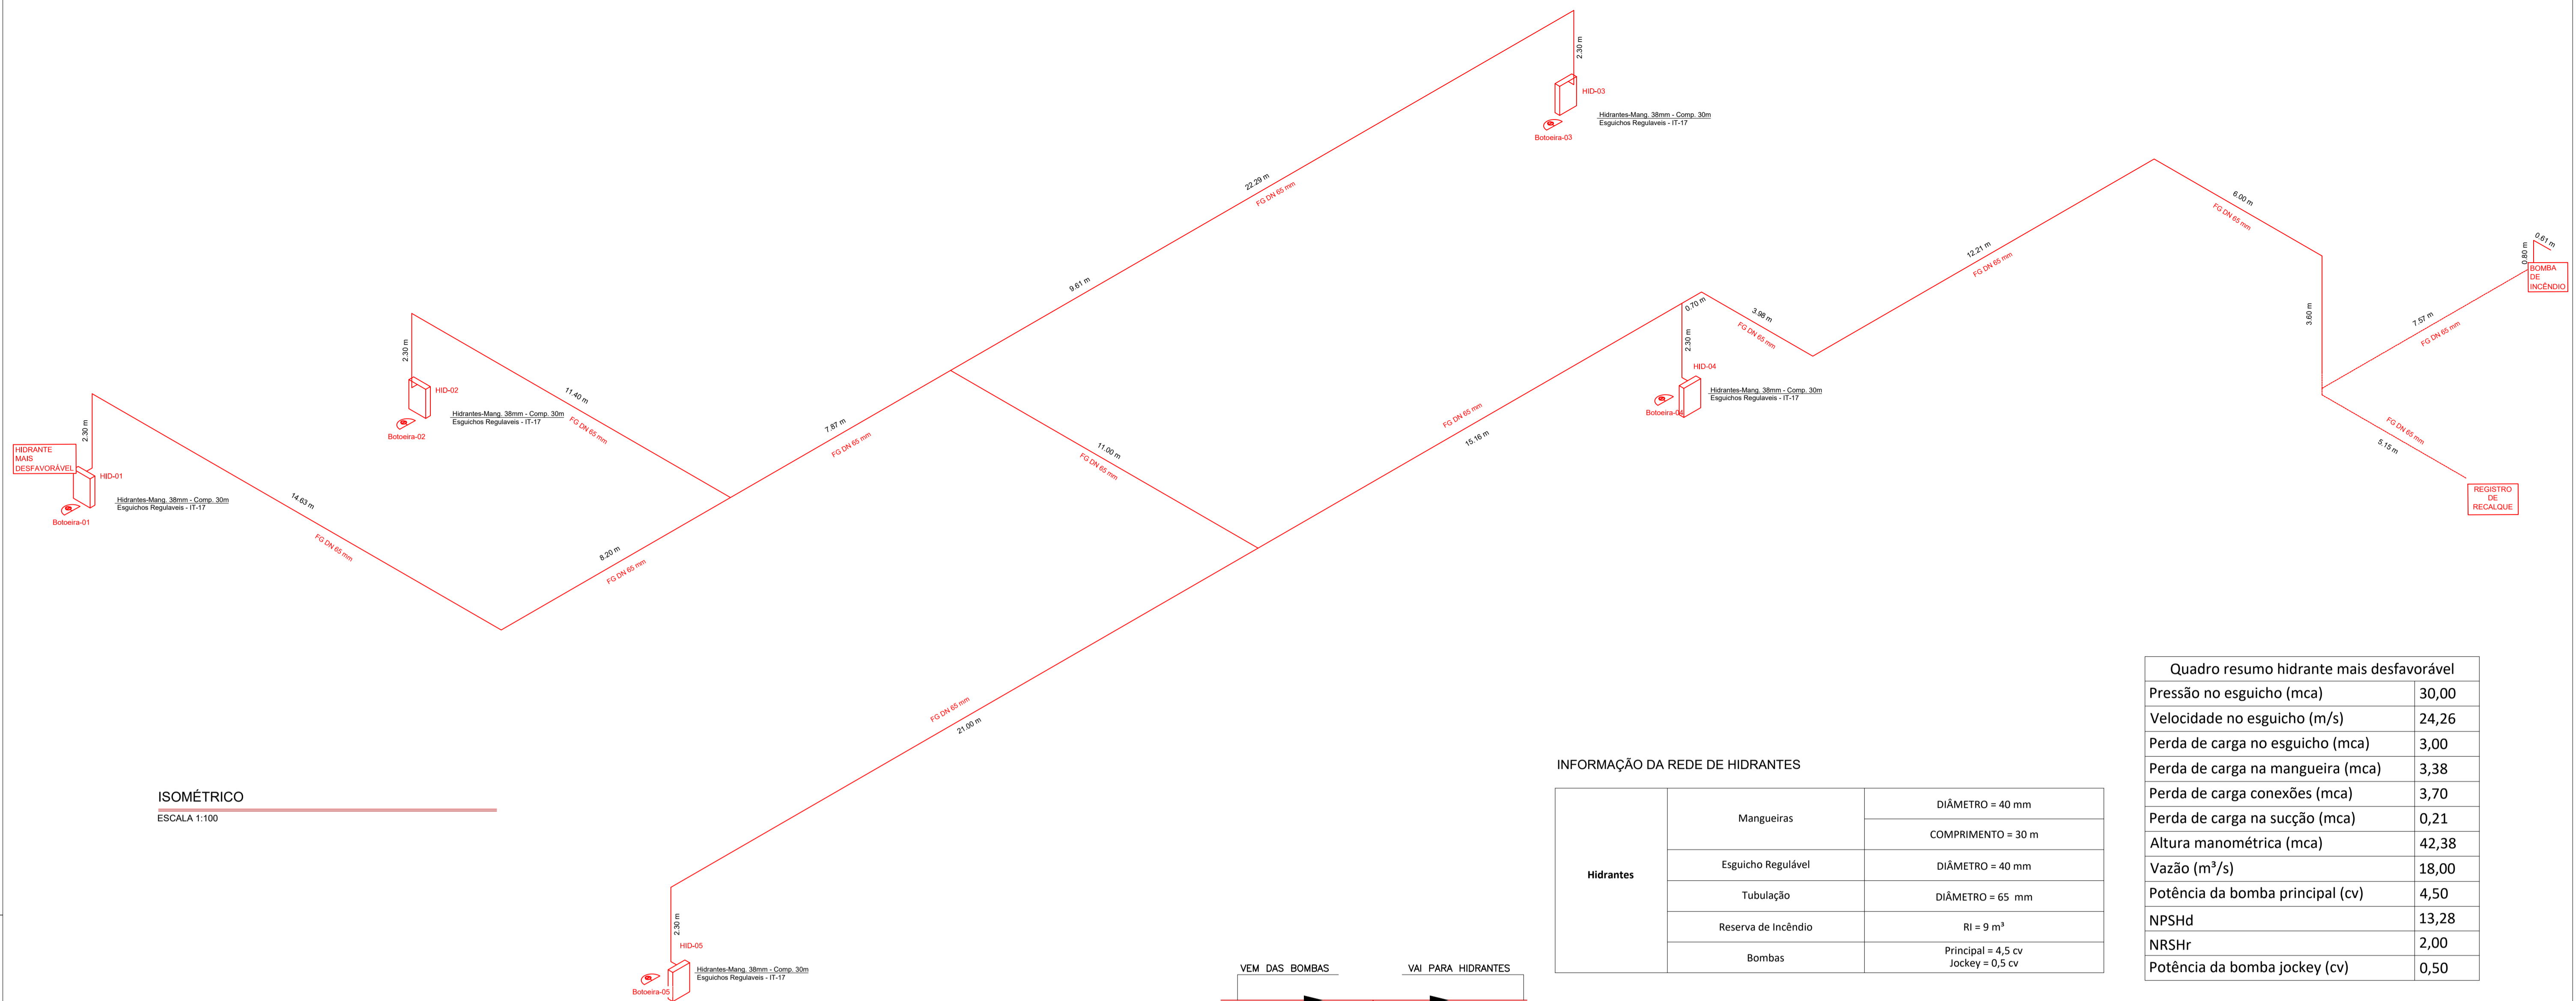 2.30 m
HID-03
Hidrantes-Mang. 38mm - Comp. 30m
Esguichos Regulaveis - IT-17
Botoeira-03
22.29 m
FG DN 65 mm
9.61 m
6.00 m
FG DN 65 mm
12.21 m
FG DN 65 mm
0.61 m
0.80 m
BOMBA
DE
INCÊNDIO
7.57 m
FG DN 65 mm
3.60 m
FG DN 65 mm
5.15 m
REGISTRO
DE
RECALQUE
0.70 m
3.98 m
FG DN 65 mm
2.30 m
HID-04
Hidrantes-Mang. 38mm - Comp. 30m
Esguichos Regulaveis - IT-17
Botoeira-04
FG DN 65 mm
15.16 m
2.30 m
HID-02
Hidrantes-Mang. 38mm - Comp. 30m
Esguichos Regulaveis - IT-17
Botoeira-02
11.40 m
FG DN 65 mm
7.87 m
FG DN 65 mm
11.00 m
FG DN 65 mm
2.30 m
HIDRANTE
MAIS
DESFAVORÁVEL
HID-01
Hidrantes-Mang. 38mm - Comp. 30m
Esguichos Regulaveis - IT-17
Botoeira-01
14.63 m
FG DN 65 mm
8.20 m
FG DN 65 mm
FG DN 65 mm
21.00 m
2.30 m
HID-05
Hidrantes-Mang. 38mm - Comp. 30m
Esguichos Regulaveis - IT-17
Botoeira-05
ISOMÉTRICO
ESCALA 1:100
VEM DAS BOMBAS
VAI PARA HIDRANTES
INFORMAÇÃO DA REDE DE HIDRANTES
Hidrantes
Mangueiras
DIÂMETRO = 40 mm
COMPRIMENTO = 30 m
Esguicho Regulável
DIÂMETRO = 40 mm
Tubulação
DIÂMETRO = 65 mm
Reserva de Incêndio
RI = 9 m³
Bombas
Principal = 4,5 cv
Jockey = 0,5 cv
Quadro resumo hidrante mais desfavorável
Pressão no esguicho (mca) 30,00
Velocidade no esguicho (m/s) 24,26
Perda de carga no esguicho (mca) 3,00
Perda de carga na mangueira (mca) 3,38
Perda de carga conexões (mca) 3,70
Perda de carga na sucção (mca) 0,21
Altura manométrica (mca) 42,38
Vazão (m³/s) 18,00
Potência da bomba principal (cv) 4,50
NPSHd 13,28
NRSHr 2,00
Potência da bomba jockey (cv) 0,50